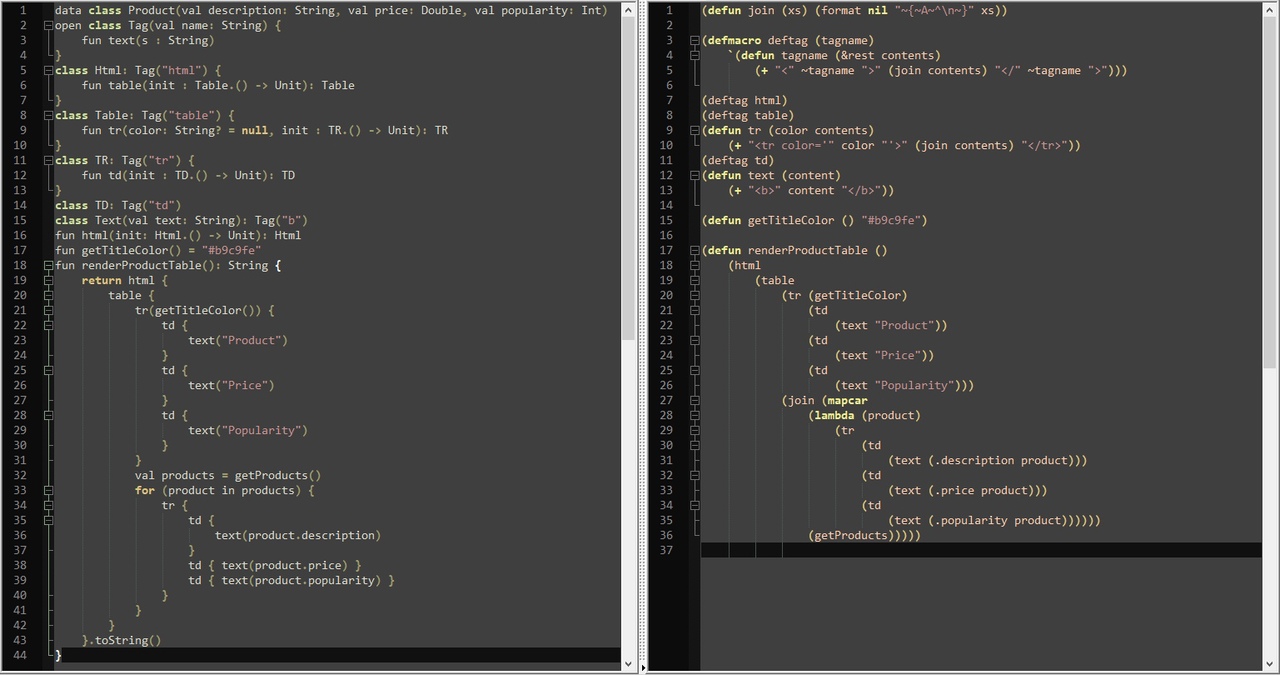 1 data class Product(val description: String, val price: Double, val popularity: Int)
2 open class Tag(val name: String) {
3 fun text(s : String)
4 }
5 class Html: Tag("html") {
6 fun table(init : Table.() -> Unit): Table
7 }
8 class Table: Tag("table") {
9 fun tr(color: String? = null, init : TR.() -> Unit): TR
10 }
11 class TR: Tag("tr") {
12 fun td(init : TD.() -> Unit): TD
13 }
14 class TD: Tag("td")
15 class Text(val text: String): Tag("b")
16 fun html(init: Html.() -> Unit): Html
17 fun getTitleColor() = "#b9c9fe"
18 fun renderProductTable(): String {
19 return html {
20 table {
21 tr(getTitleColor()) {
22 td {
23 text("Product")
24 }
25 td {
26 text("Price")
27 }
28 td {
29 text("Popularity")
30 }
31 }
32 val products = getProducts()
33 for (product in products) {
34 tr {
35 td {
36 text(product.description)
37 }
38 td { text(product.price) }
39 td { text(product.popularity) }
40 }
41 }
42 }
43 }.toString()
44 }
1 (defun join (xs) (format nil "~{~A~^\n~}" xs))
2
3 (defmacro deftag (tagname)
4 `(defun tagname (&rest contents)
5 (+ "<" ~tagname ">" (join contents) "</" ~tagname ">")))
6
7 (deftag html)
8 (deftag table)
9 (defun tr (color contents)
10 (+ "<tr color='" color "'>" (join contents) "</tr>"))
11 (deftag td)
12 (defun text (content)
13 (+ "<b>" content "</b>"))
14
15 (defun getTitleColor () "#b9c9fe")
16
17 (defun renderProductTable ()
18 (html
19 (table
20 (tr (getTitleColor)
21 (td
22 (text "Product"))
23 (td
24 (text "Price"))
25 (td
26 (text "Popularity")))
27 (join (mapcar
28 (lambda (product)
29 (tr
30 (td
31 (text (.description product)))
32 (td
33 (text (.price product)))
34 (td
35 (text (.popularity product))))))
36 (getProducts)))))
37